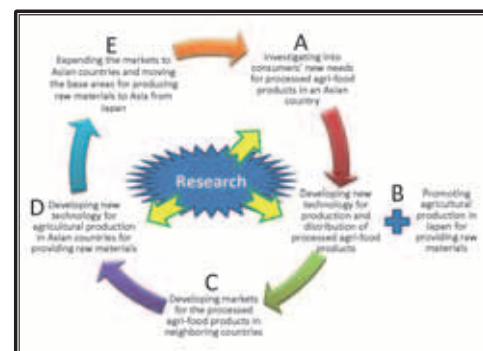 E
Expending the markets to
Asian countries and moving
the base areas for producing
raw materials to Asia from
Japan
A
Investigating into
consumers' new needs
for processed agri-food
products in an Asian
country
Research
D
Developing new
technology for
agricultural production
in Asian countries for
providing raw materials
Developing new
technology for
production and
distribution of
processed agri-food
products
B
Promoting
agricultural
production in
Japan for
providing raw
materials
C
Developing markets
for the processed
agri-food products in
neighboring countries